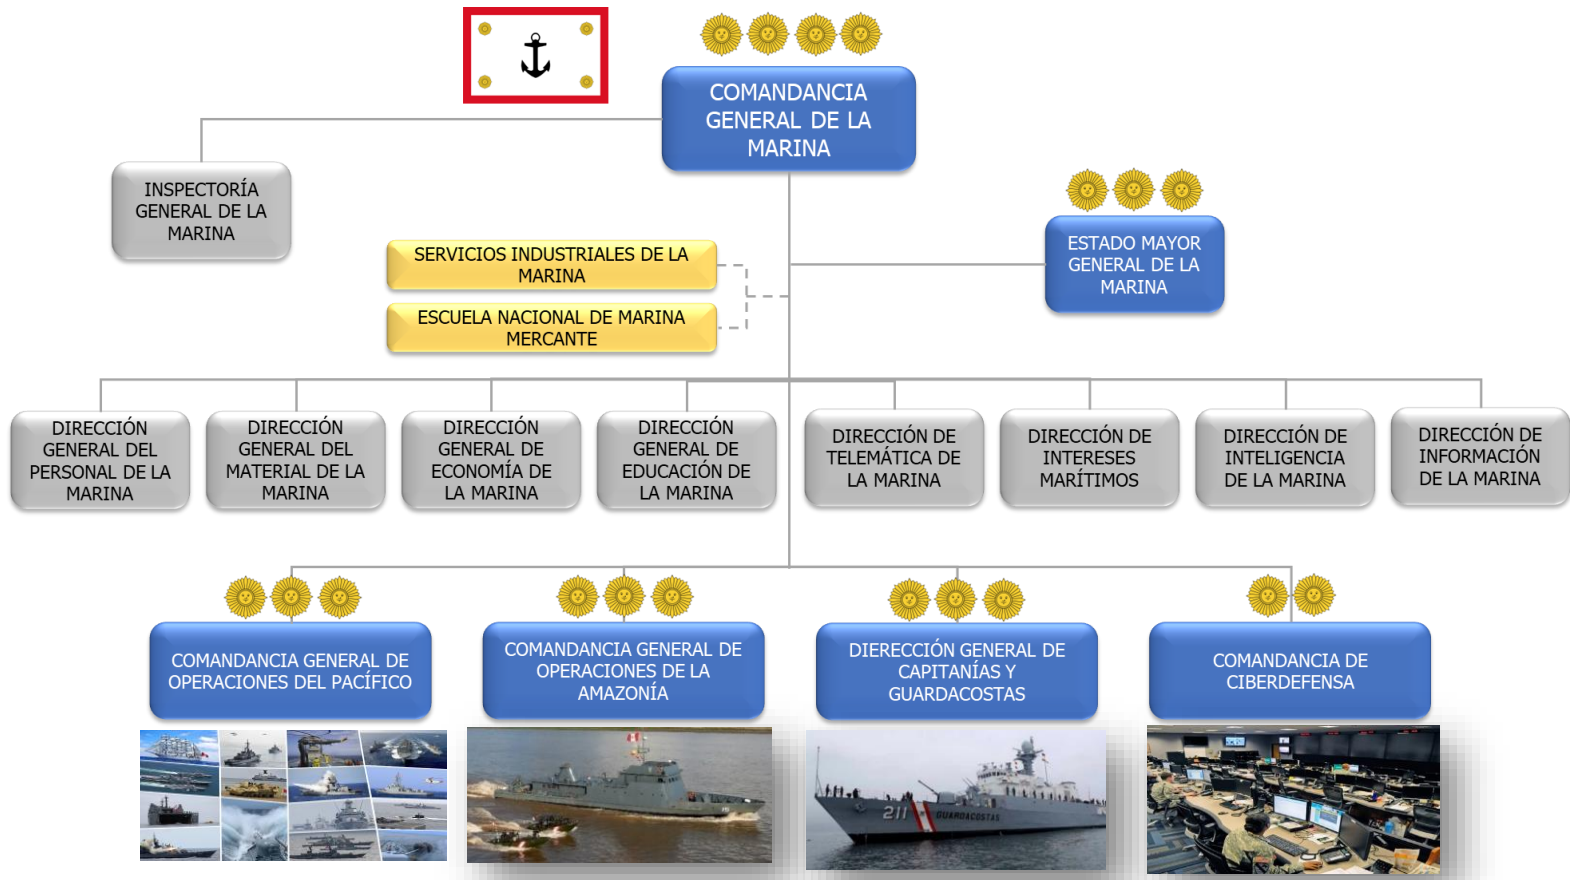 COMANDANCIA
GENERAL DE LA
MARINA
INSPECTORÍA
GENERAL DE LA
MARINA
ESTADO MAYOR
GENERAL DE LA
MARINA
SERVICIOS INDUSTRIALES DE LA
MARINA
ESCUELA NACIONAL DE MARINA
MERCANTE
DIRECCIÓN
GENERAL DEL
PERSONAL DE LA
MARINA
DIRECCIÓN
GENERAL DEL
MATERIAL DE LA
MARINA
DIRECCIÓN
GENERAL DE
ECONOMÍA DE
LA MARINA
DIRECCIÓN
GENERAL DE
EDUCACIÓN DE
LA MARINA
DIRECCIÓN DE
TELEMÁTICA DE
LA MARINA
DIRECCIÓN DE
INTERESES
MARÍTIMOS
DIRECCIÓN DE
INTELIGENCIA
DE LA MARINA
DIRECCIÓN DE
INFORMACIÓN
DE LA MARINA
COMANDANCIA GENERAL DE
OPERACIONES DEL PACÍFICO
COMANDANCIA GENERAL DE
OPERACIONES DE LA
AMAZONÍA
DIERECCIÓN GENERAL DE
CAPITANÍAS Y
GUARDACOSTAS
COMANDANCIA DE
CIBERDEFENSA
211 GUARDACOSTAS